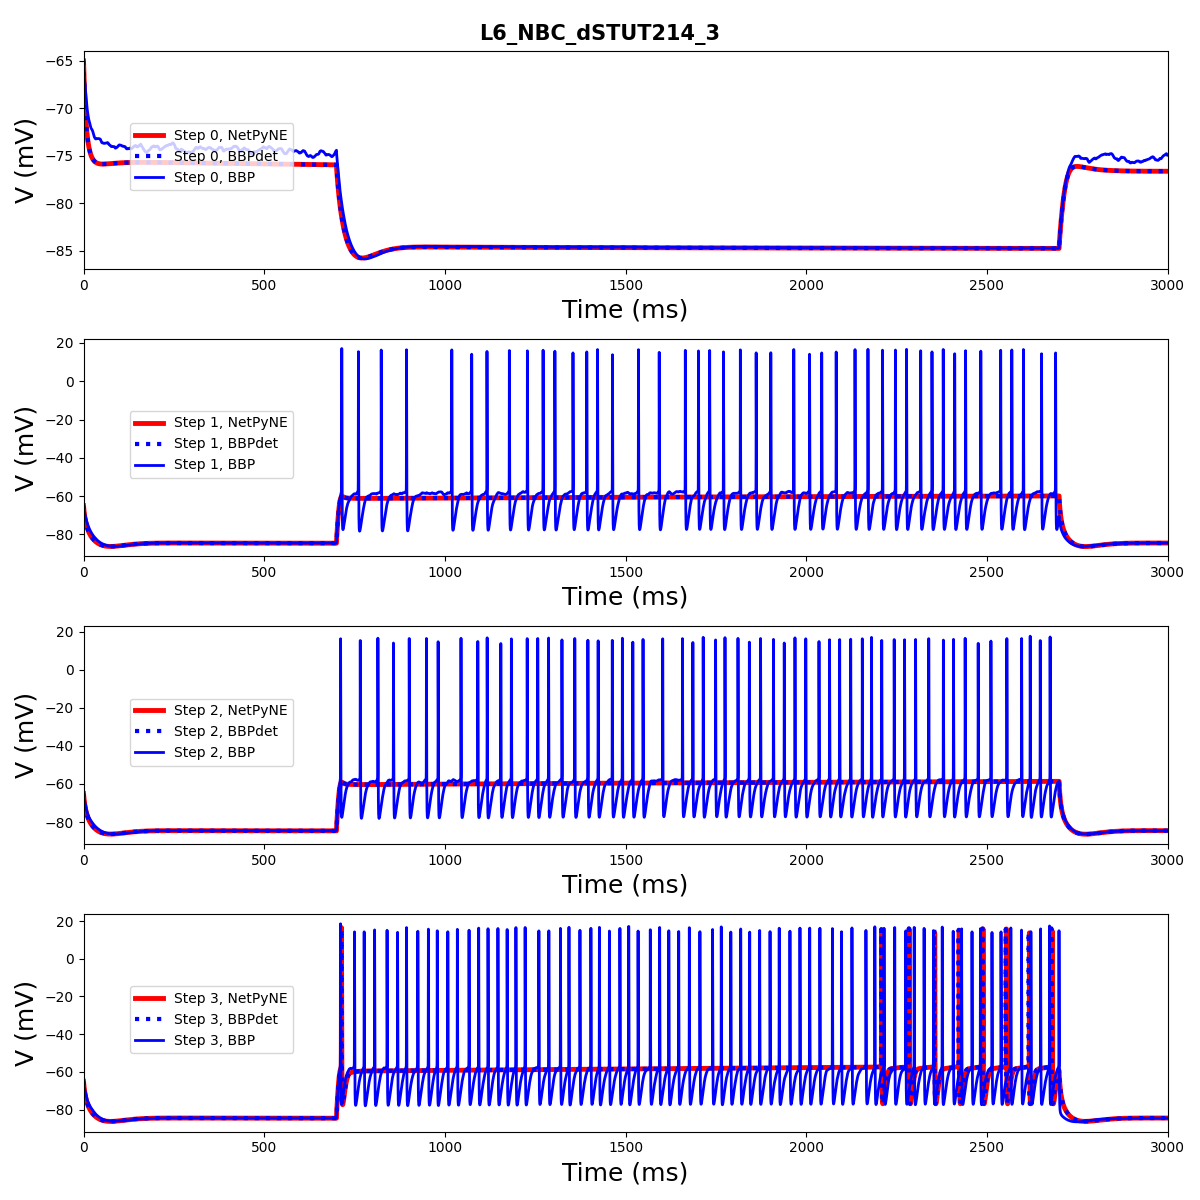 L6_NBC_dSTUT214_3
−65
−70
−75
−80
−85
V (mV)
Step 0, NetPyNE
Step 0, BBPdet
Step 0, BBP
0 500 1000 1500 2000 2500 3000
Time (ms)
20
0
−20
−40
−60
−80
V (mV)
Step 1, NetPyNE
Step 1, BBPdet
Step 1, BBP
0 500 1000 1500 2000 2500 3000
Time (ms)
20
0
−20
−40
−60
−80
V (mV)
Step 2, NetPyNE
Step 2, BBPdet
Step 2, BBP
0 500 1000 1500 2000 2500 3000
Time (ms)
20
0
−20
−40
−60
−80
V (mV)
Step 3, NetPyNE
Step 3, BBPdet
Step 3, BBP
0 500 1000 1500 2000 2500 3000
Time (ms)